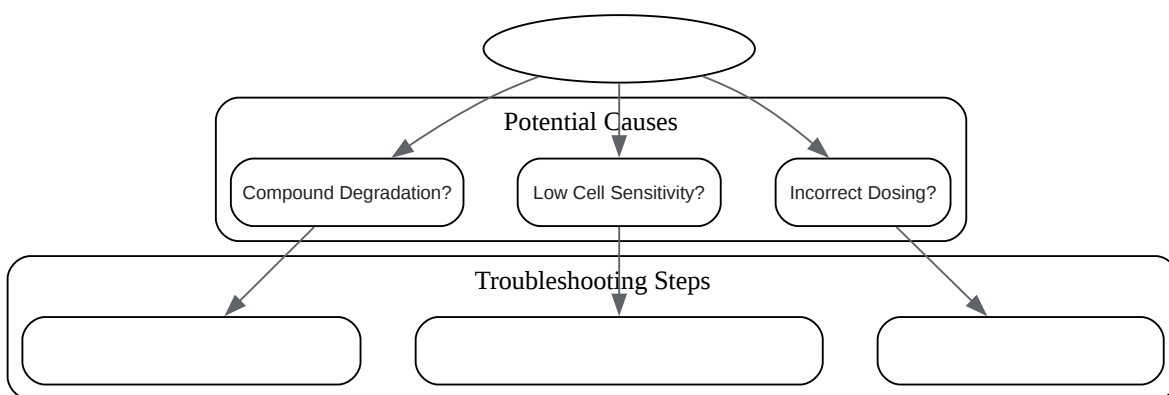 Potential Causes
Compound Degradation?
Low Cell Sensitivity?
Incorrect Dosing?
Troubleshooting Steps